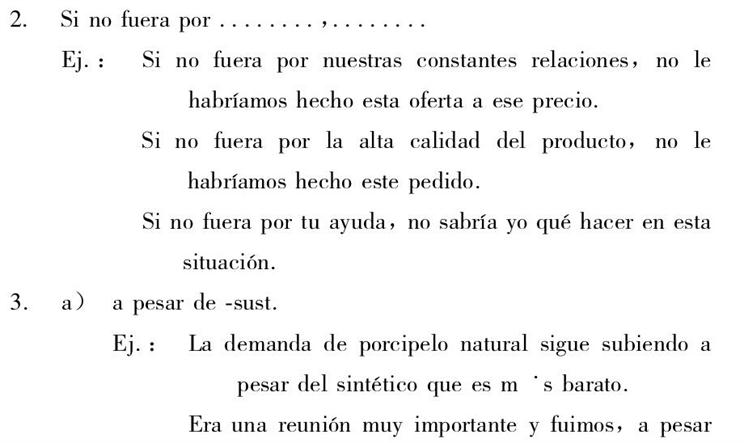 2. Si no fuera por . . . . . . . . , . . . . . . . .
Ej. : Si no fuera por nuestras constantes relaciones, no le
habríamos hecho esta oferta a ese precio.
Si no fuera por la alta calidad del producto, no le
habríamos hecho este pedido.
Si no fuera por tu ayuda, no sabría yo qué hacer en esta
situación.
3. a) a pesar de -sust.
Ej. : La demanda de porcipelo natural sigue subiendo a
pesar del sintético que es m ˙s barato.
Era una reunión muy importante y fuimos, a pesar